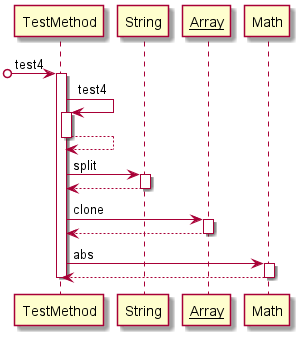 TestMethod String Array Math
test4
test4
split
clone
abs
TestMethod String Array Math